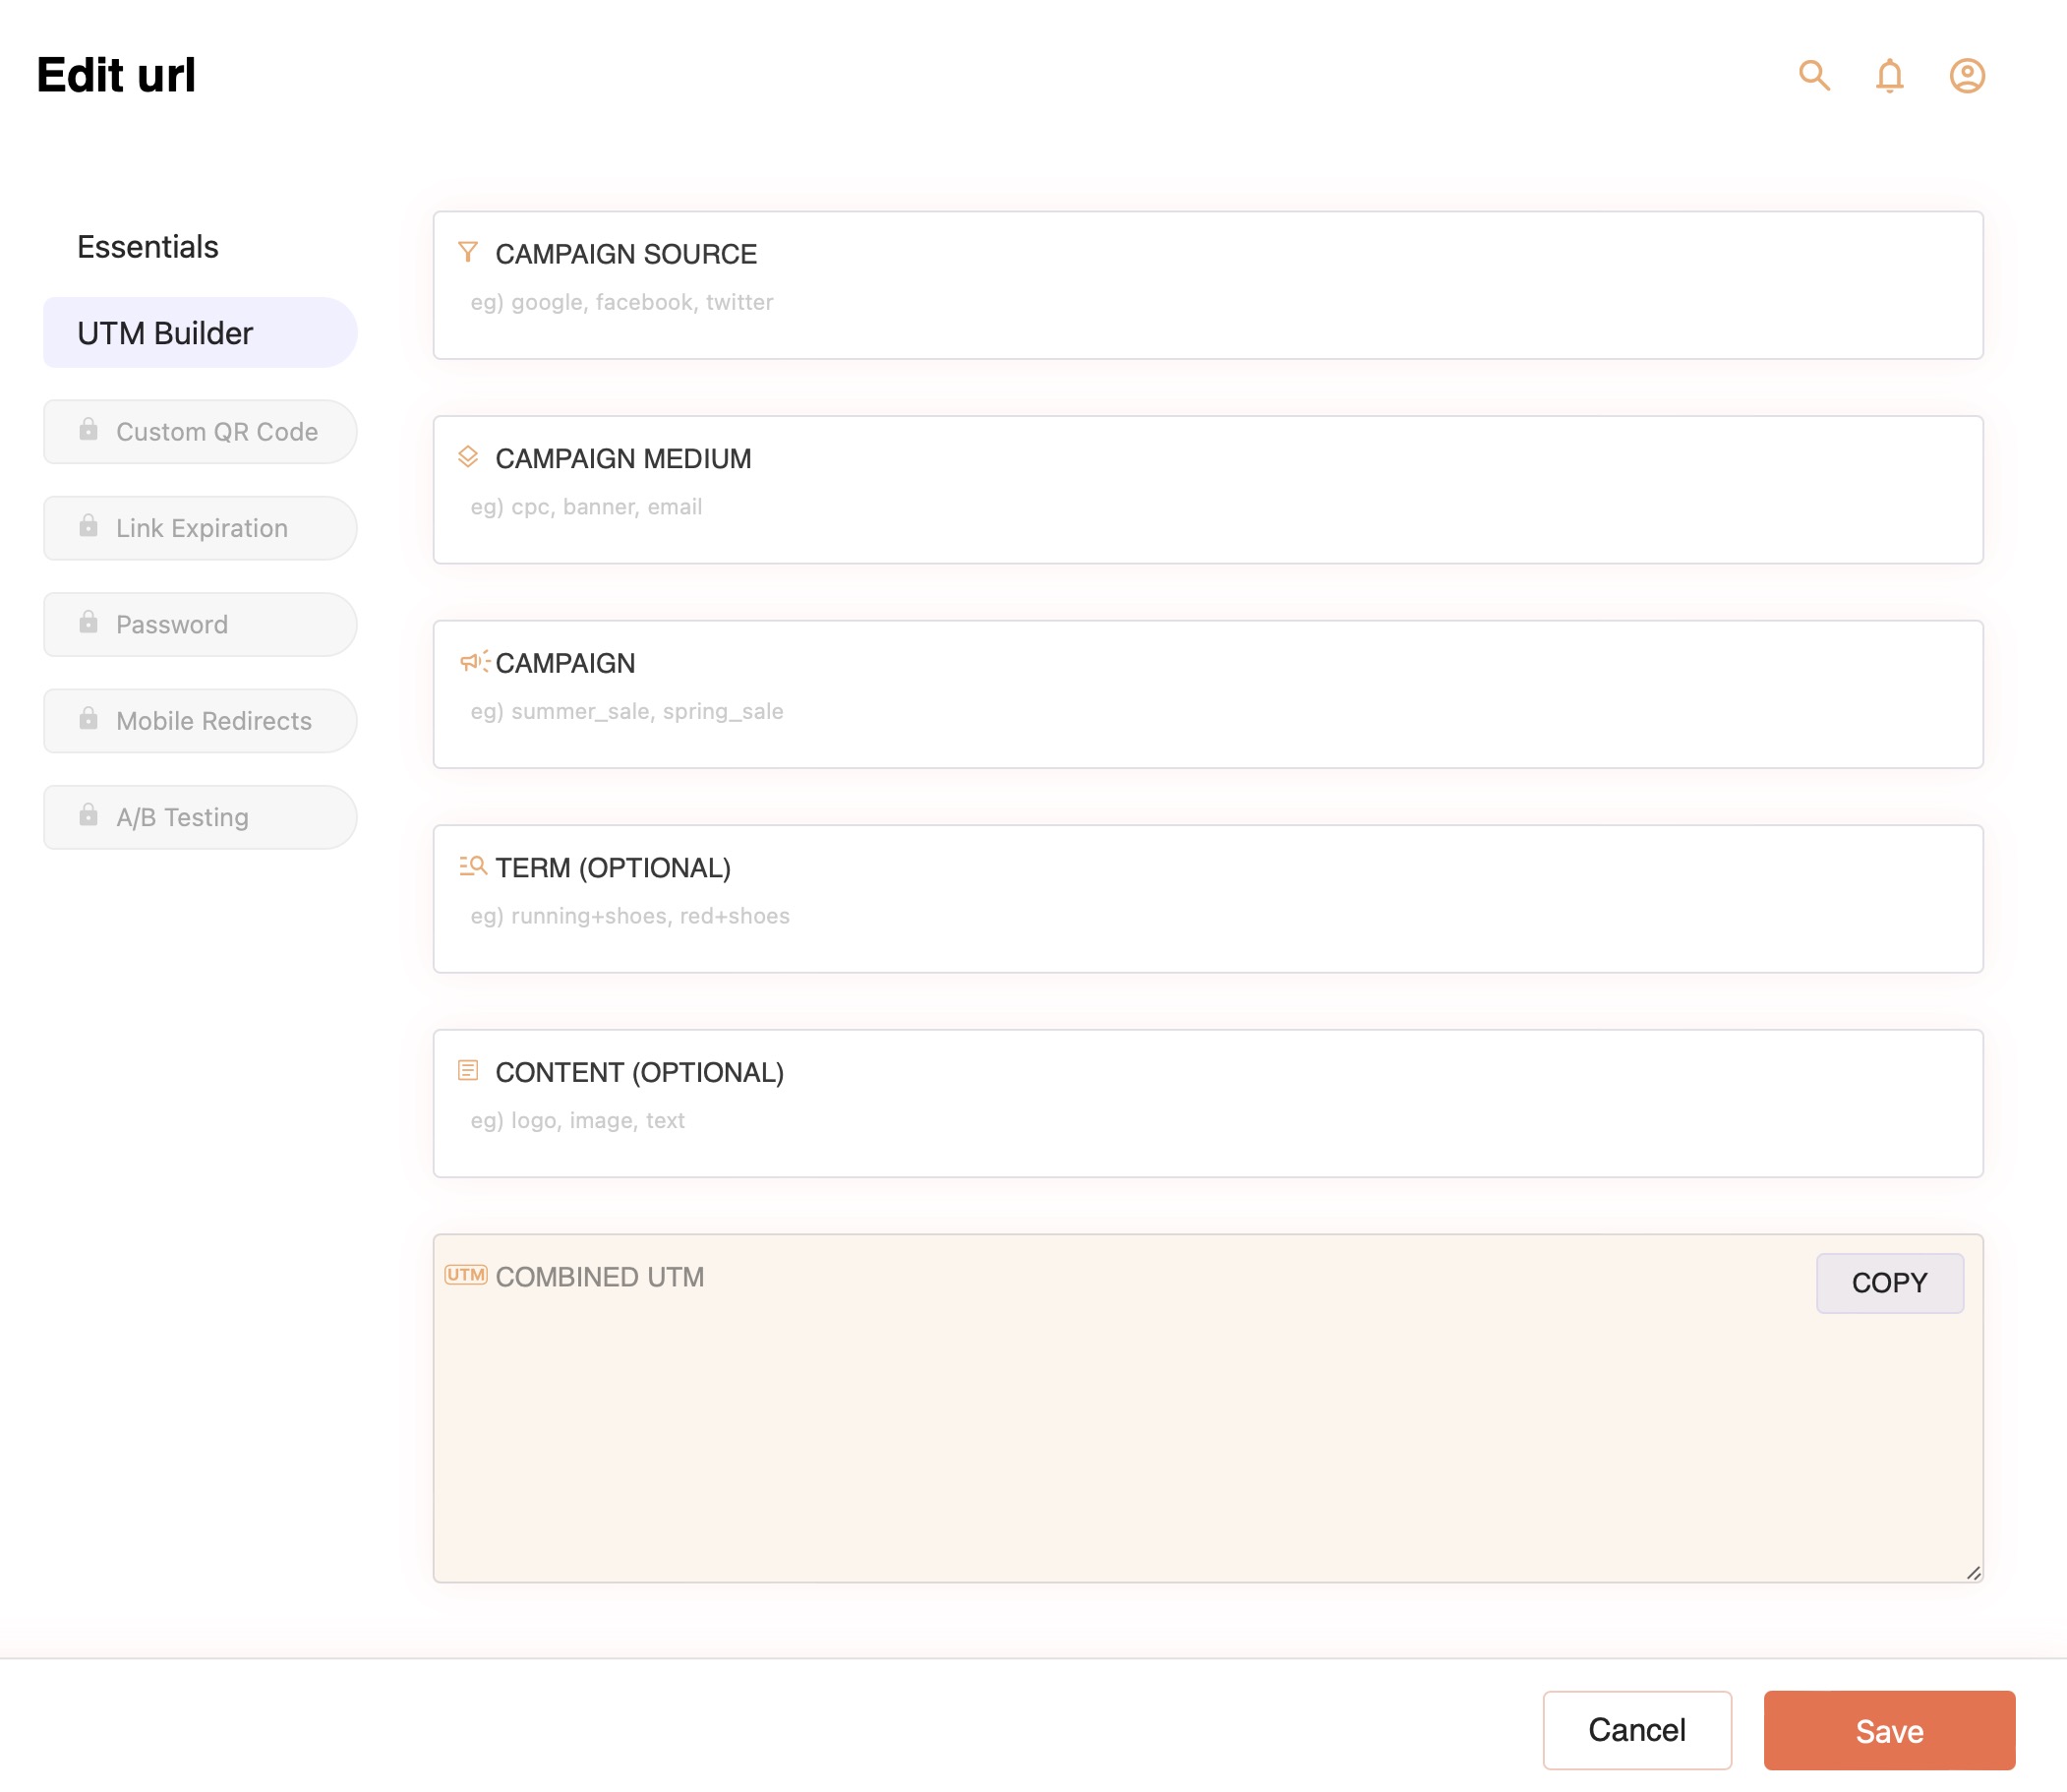 Edit url
Essentials
UTM Builder
Custom QR Code
Link Expiration
Password
Mobile Redirects
A/B Testing
CAMPAIGN SOURCE
eg) google, facebook, twitter
CAMPAIGN MEDIUM
eg) cpc, banner, email
CAMPAIGN
eg) summer_sale, spring_sale
TERM (OPTIONAL)
eg) running+shoes, red+shoes
CONTENT (OPTIONAL)
eg) logo, image, text
UTM COMBINED UTM
COPY
Cancel
Save